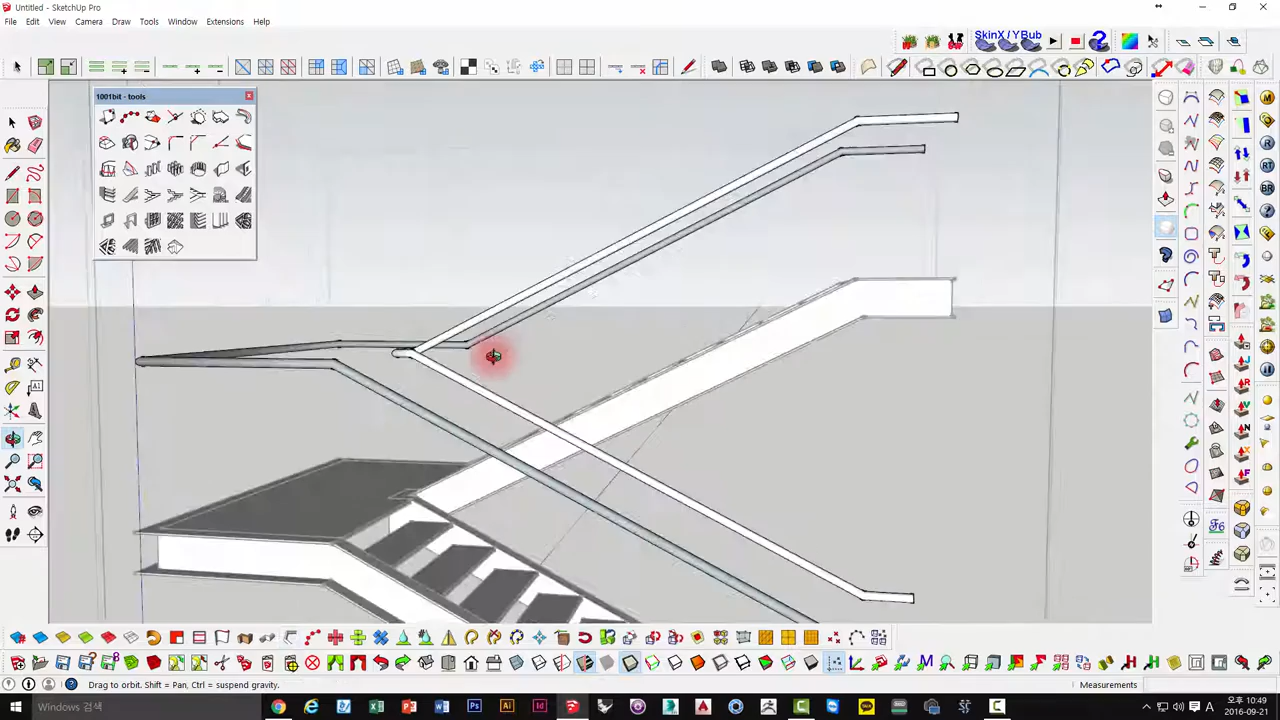 Untitled - SketchUp Pro
File Edit View Camera Draw Tools Window Extensions Help
SkinX / YBub
1001bit - tools
Drag to orbit. Shift = Pan, Ctrl = suspend gravity.
Measurements
Windows 검색
오후 10:49
2016-09-21